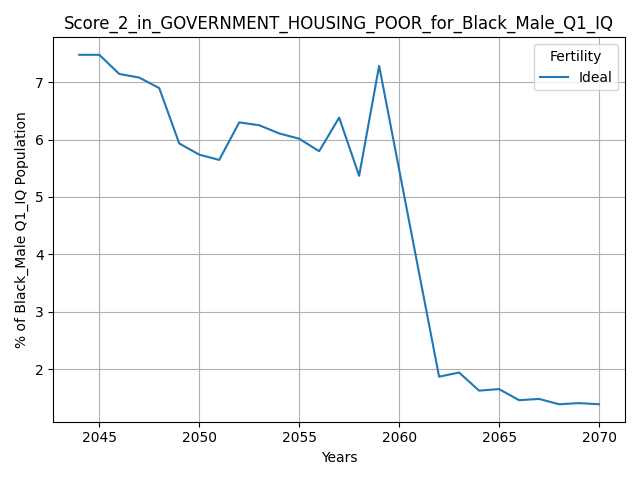 Score_2_in_GOVERNMENT_HOUSING_POOR_for_Black_Male_Q1_IQ
Fertility
Ideal
% of Black_Male Q1_IQ Population
7
6
5
4
3
2
2045 2050 2055 2060 2065 2070
Years